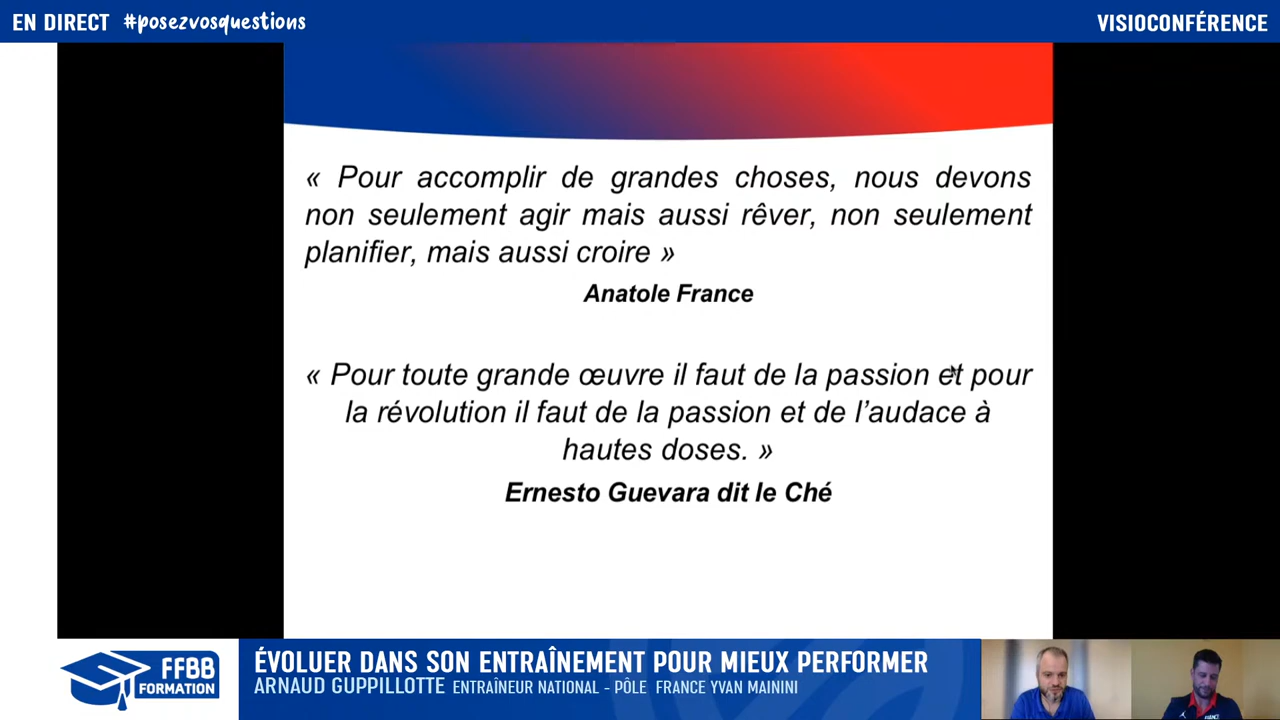 EN DIRECT #posezvosquestions
VISIOCONFÉRENCE
« Pour accomplir de grandes choses, nous devons
non seulement agir mais aussi rêver, non seulement
planifier, mais aussi croire »
Anatole France
« Pour toute grande œuvre il faut de la passion et pour
la révolution il faut de la passion et de l’audace à
hautes doses. »
Ernesto Guevara dit le Ché
FFBB
FORMATION
ÉVOLUER DANS SON ENTRAÎNEMENT POUR MIEUX PERFORMER
ARNAUD GUPPILLOTTE ENTRAÎNEUR NATIONAL - PÔLE FRANCE YVAN MAININI